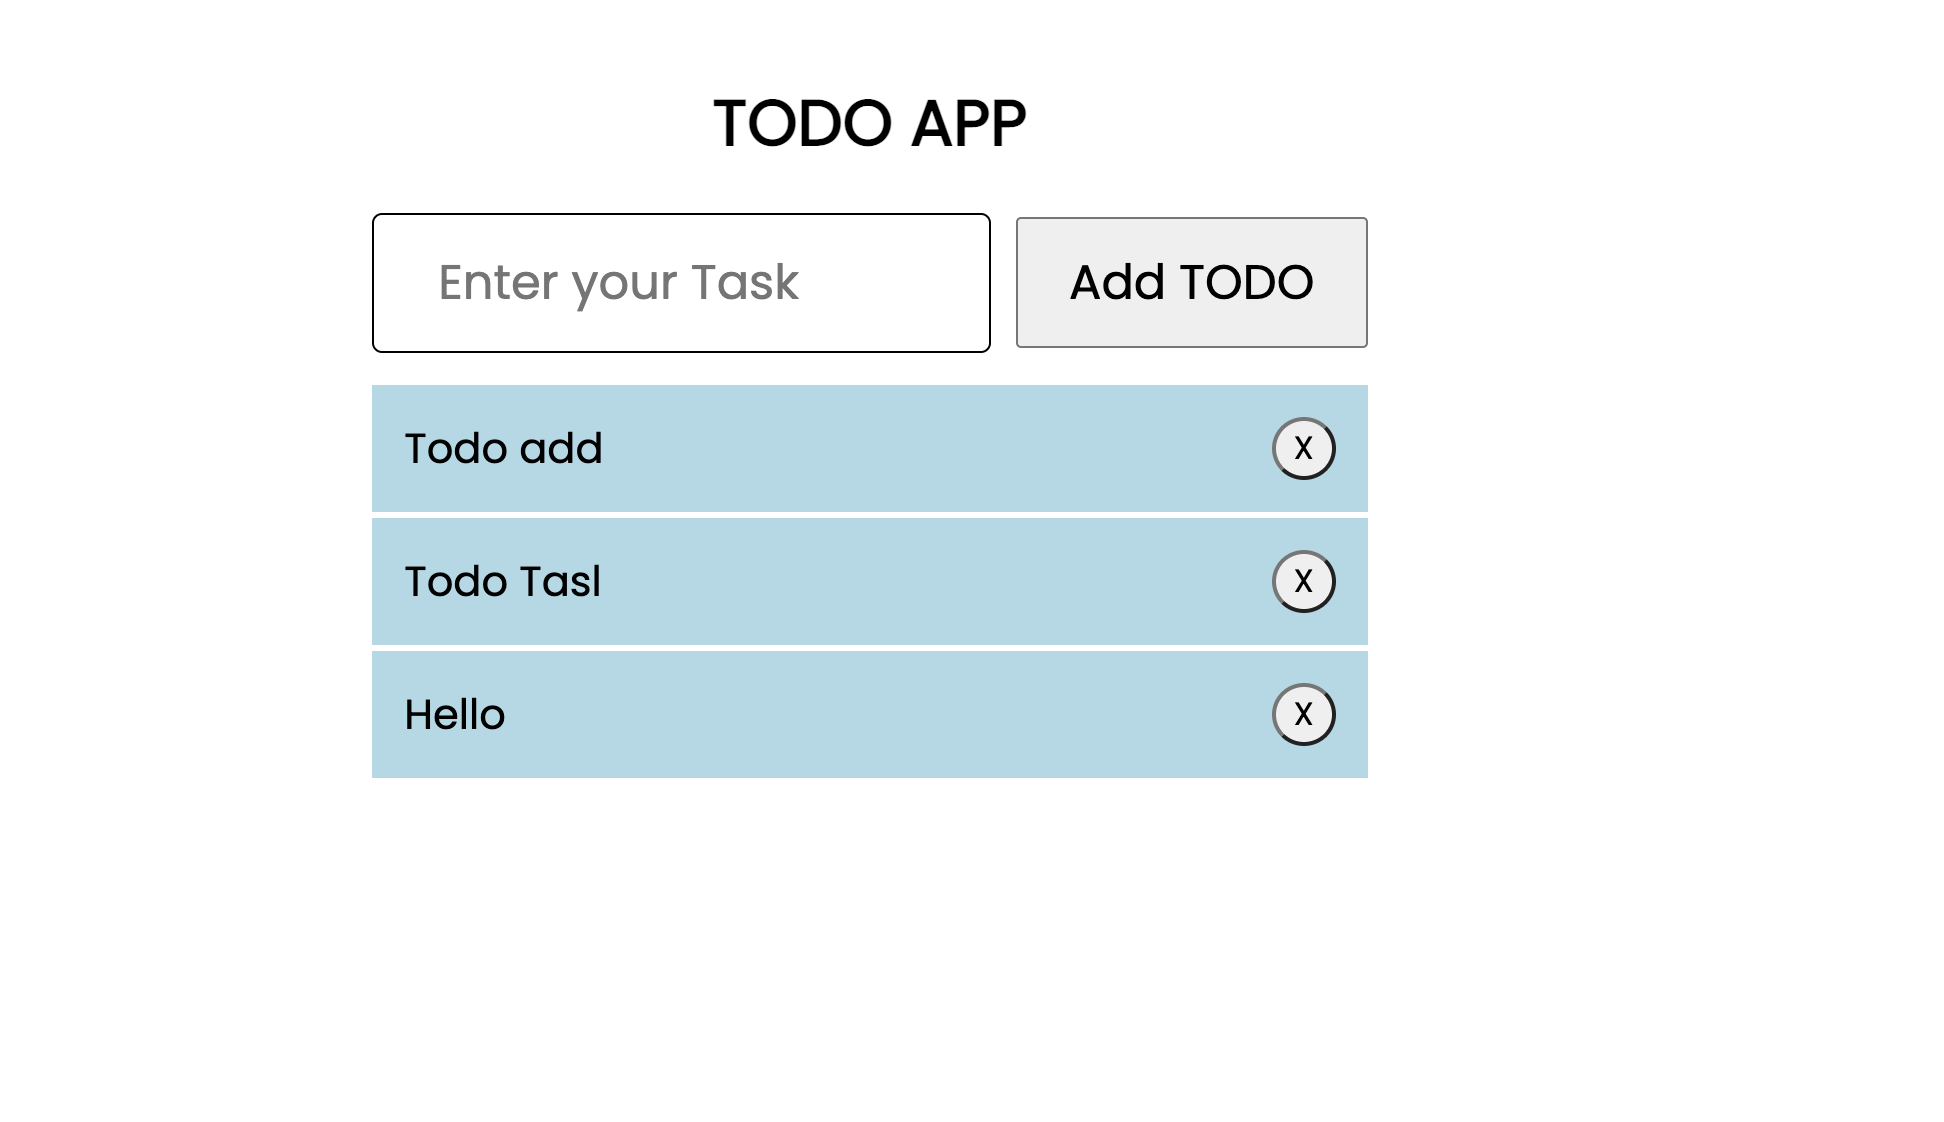 TODO APP
Enter your Task
Add TODO
Todo add
X
Todo Tasl
X
Hello
X